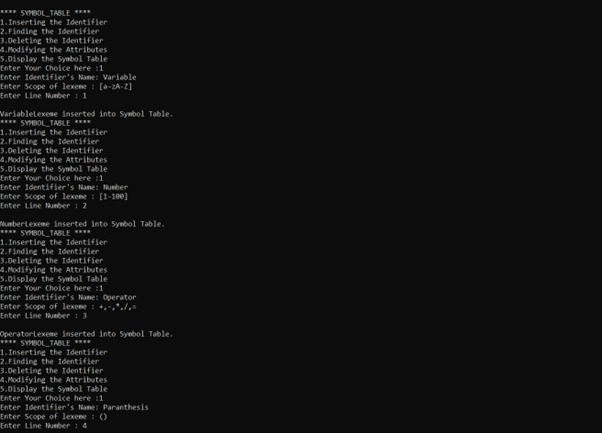 **** SYMBOL_TABLE ****
1.Inserting the Identifier
2.Finding the Identifier
3.Deleting the Identifier
4.Modifying the Attributes
5.Display the Symbol Table
Enter Your Choice here :1
Enter Identifier's Name: Variable
Enter Scope of lexeme : [a-zA-Z]
Enter Line Number : 1

VariableLexeme inserted into Symbol Table.
**** SYMBOL_TABLE ****
1.Inserting the Identifier
2.Finding the Identifier
3.Deleting the Identifier
4.Modifying the Attributes
5.Display the Symbol Table
Enter Your Choice here :1
Enter Identifier's Name: Number
Enter Scope of lexeme : [1-100]
Enter Line Number : 2

NumberLexeme inserted into Symbol Table.
**** SYMBOL_TABLE ****
1.Inserting the Identifier
2.Finding the Identifier
3.Deleting the Identifier
4.Modifying the Attributes
5.Display the Symbol Table
Enter Your Choice here :1
Enter Identifier's Name: Operator
Enter Scope of lexeme : +,-,*,/,=
Enter Line Number : 3

OperatorLexeme inserted into Symbol Table.
**** SYMBOL_TABLE ****
1.Inserting the Identifier
2.Finding the Identifier
3.Deleting the Identifier
4.Modifying the Attributes
5.Display the Symbol Table
Enter Your Choice here :1
Enter Identifier's Name: Paranthesis
Enter Scope of lexeme : ()
Enter Line Number : 4